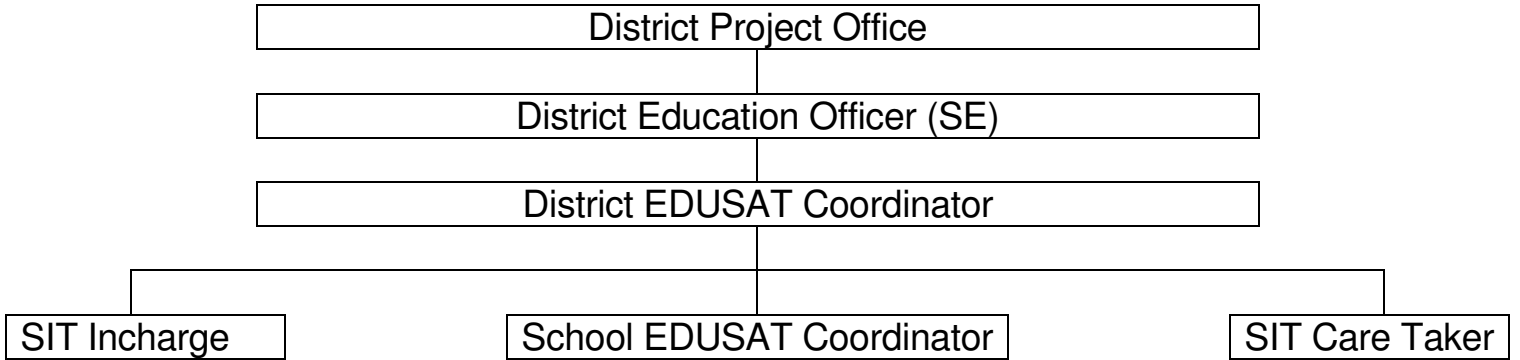 District Project Office
District Education Officer (SE)
District EDUSAT Coordinator
SIT Incharge
School EDUSAT Coordinator
SIT Care Taker